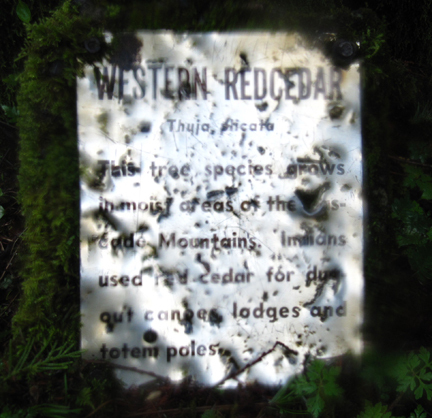 WESTERN REDCEDAR
Thuja plicata
This tree species grows
in moist areas of the Cas-
cade Mountains. Indians
used red cedar for dug-
out canoes, lodges and
totem poles.